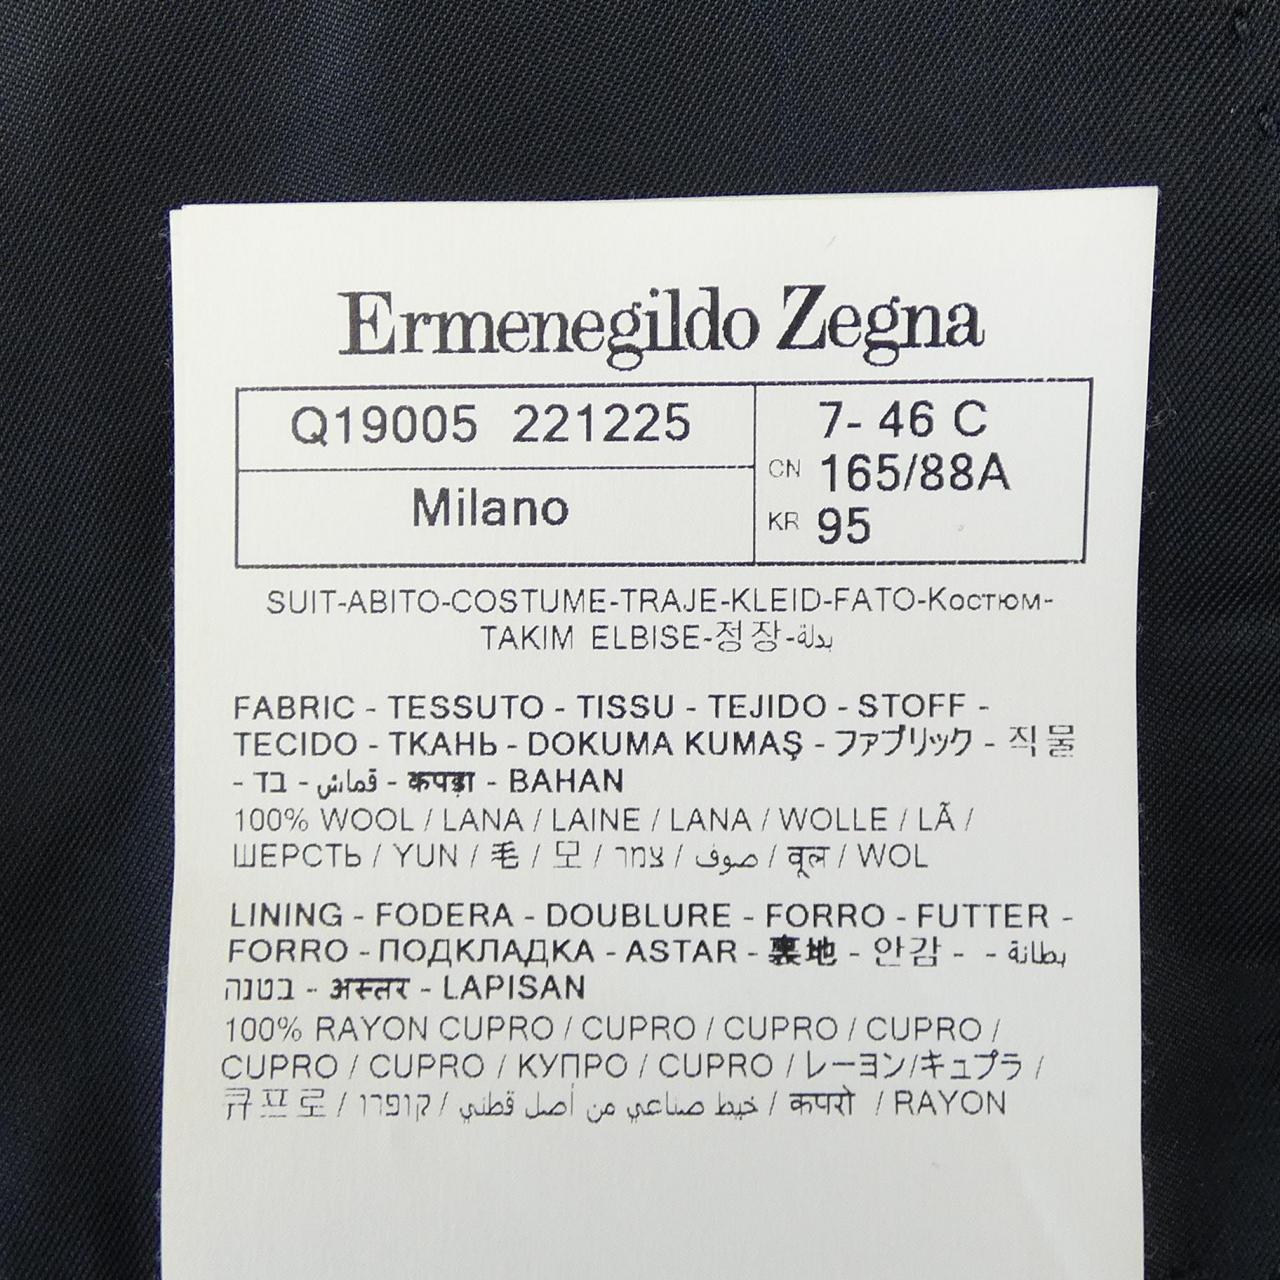 Ermenegildo Zegna
Q19005 221225
Milano
7- 46 C
CN 165/88A
KR 95
SUIT-ABITO-COSTUME-TRAJE-KLEID-FATO-Костюм-
TAKIM ELBISE-정장-بدلة
FABRIC - TESSUTO - TISSU - TEJIDO - STOFF -
TECIDO - ТКАНЬ - DOKUMA KUMAŞ - ファブリック - 직물
- בד - قماش - कपड़ा - BAHAN
100% WOOL / LANA / LAINE / LANA / WOLLE / LÃ /
ШЕРСТЬ / YUN / 毛 / 모 / צמר / صوف / वूल / WOL
LINING - FODERA - DOUBLURE - FORRO - FUTTER -
FORRO - ПОДКЛАДКА - ASTAR - 裏地 - 안감 - - بطانة
בטנה - अस्तर - LAPISAN
100% RAYON CUPRO / CUPRO / CUPRO / CUPRO /
CUPRO / CUPRO / КУПРО / CUPRO / レーヨン/キュプラ /
큐프로 / קופרו / خيط صناعي من أصل قطني / कपरो / RAYON